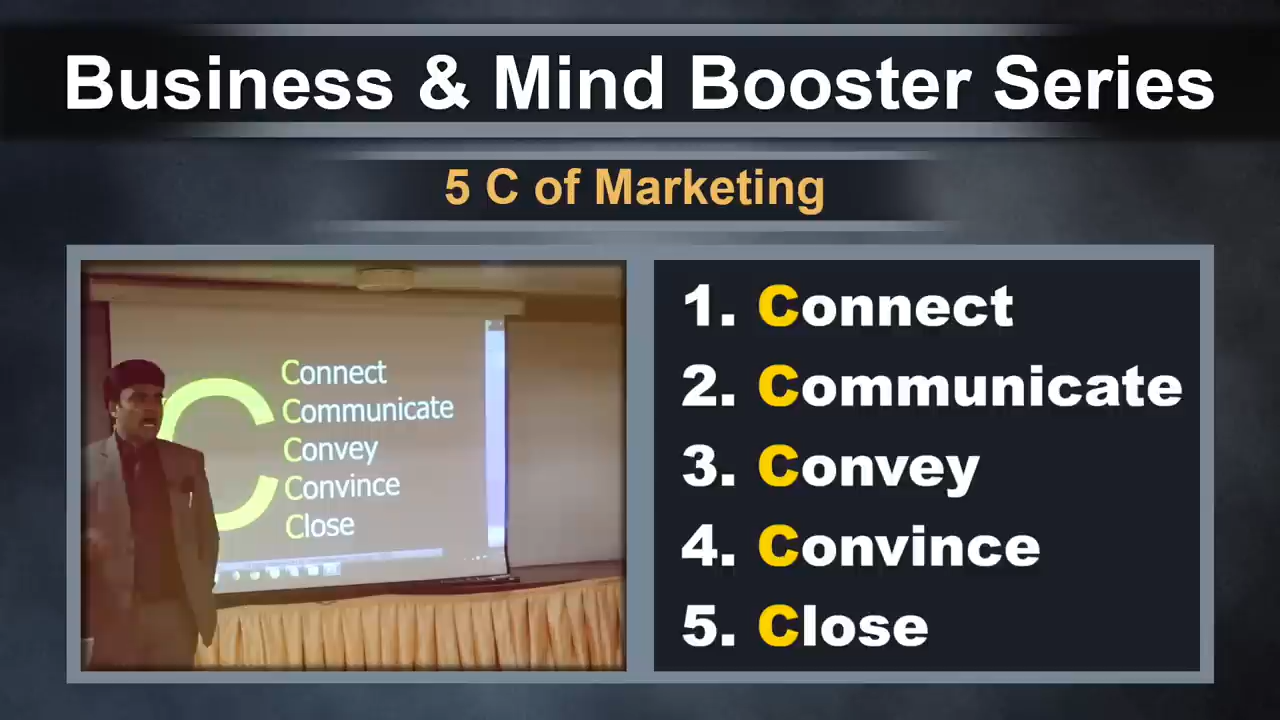 Business & Mind Booster Series
5 C of Marketing
Connect
Communicate
Convey
Convince
Close
C
1. Connect
2. Communicate
3. Convey
4. Convince
5. Close